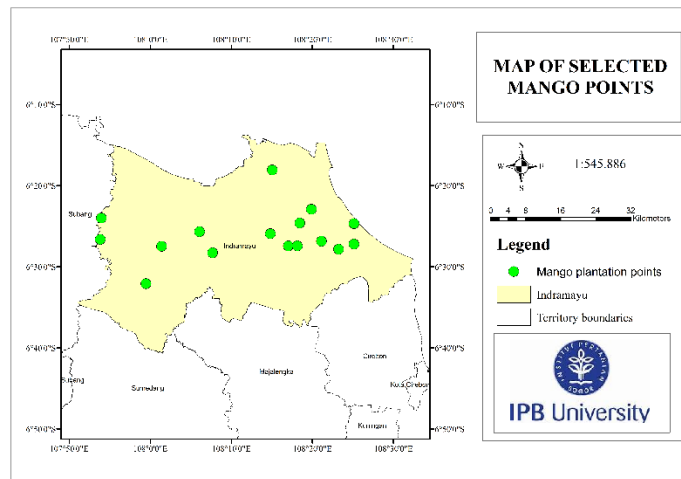 107°50'0"E 108°0'0"E 108°10'0"E 108°20'0"E 108°30'0"E
6°10'0"S 6°10'0"S
6°20'0"S 6°20'0"S
6°30'0"S 6°30'0"S
6°40'0"S 6°40'0"S
6°50'0"S 6°50'0"S
Subang
Indramayu
Cirebon
Majalengka
Subang
Sumedang
Kota Cirebon
Kuningan
107°50'0"E 108°0'0"E 108°10'0"E 108°20'0"E 108°30'0"E
MAP OF SELECTED
MANGO POINTS
N
W E
S
1:545.886
0 4 8 16 24 32
Kilometers
Legend
Mango plantation points
Indramayu
Territory boundaries
INSTITUT PERTANIAN
BOGOR
IPB University